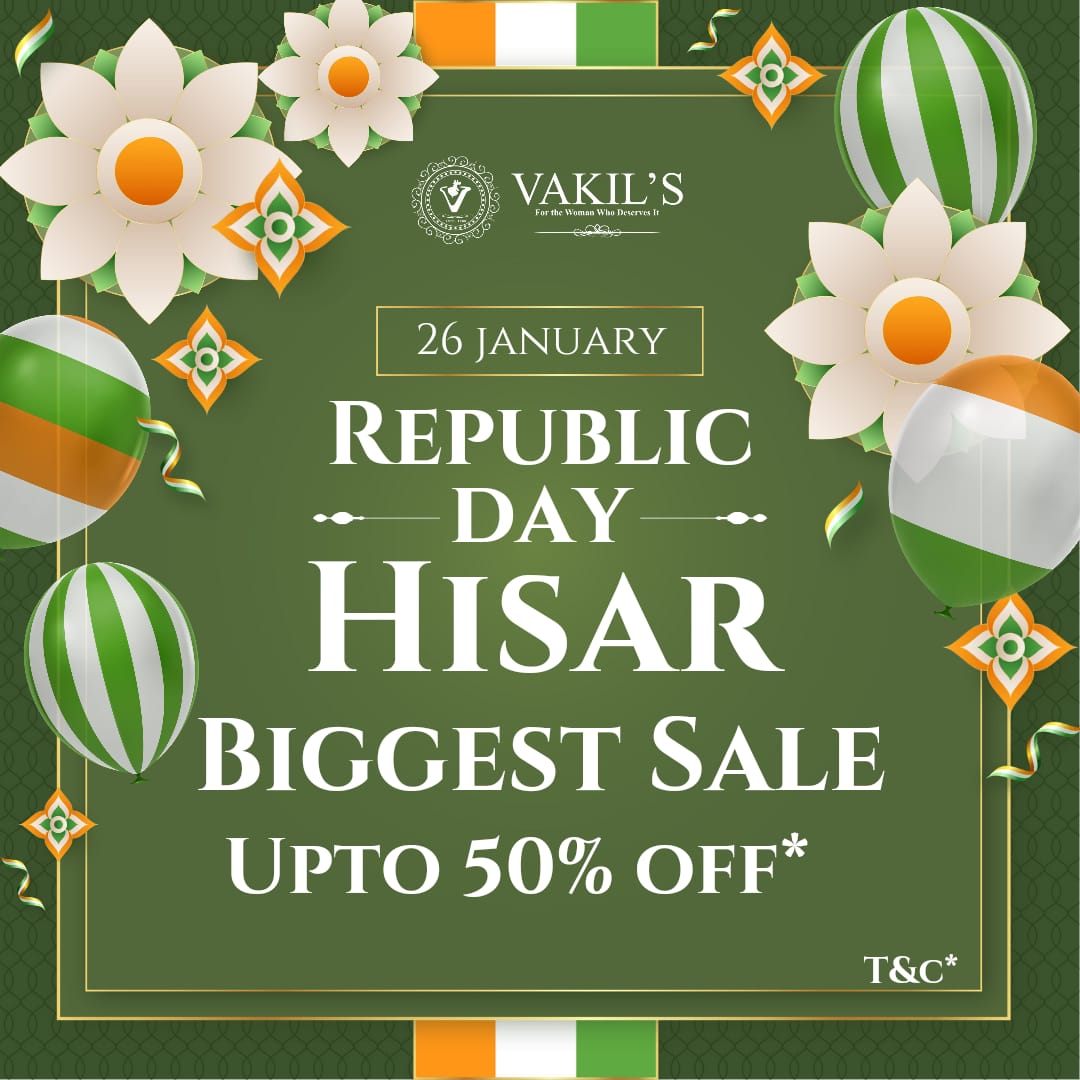 VAKIL'S
For the Woman Who Deserves It
26 JANUARY
REPUBLIC
DAY
HISAR
BIGGEST SALE
UPTO 50% OFF*
T&C*